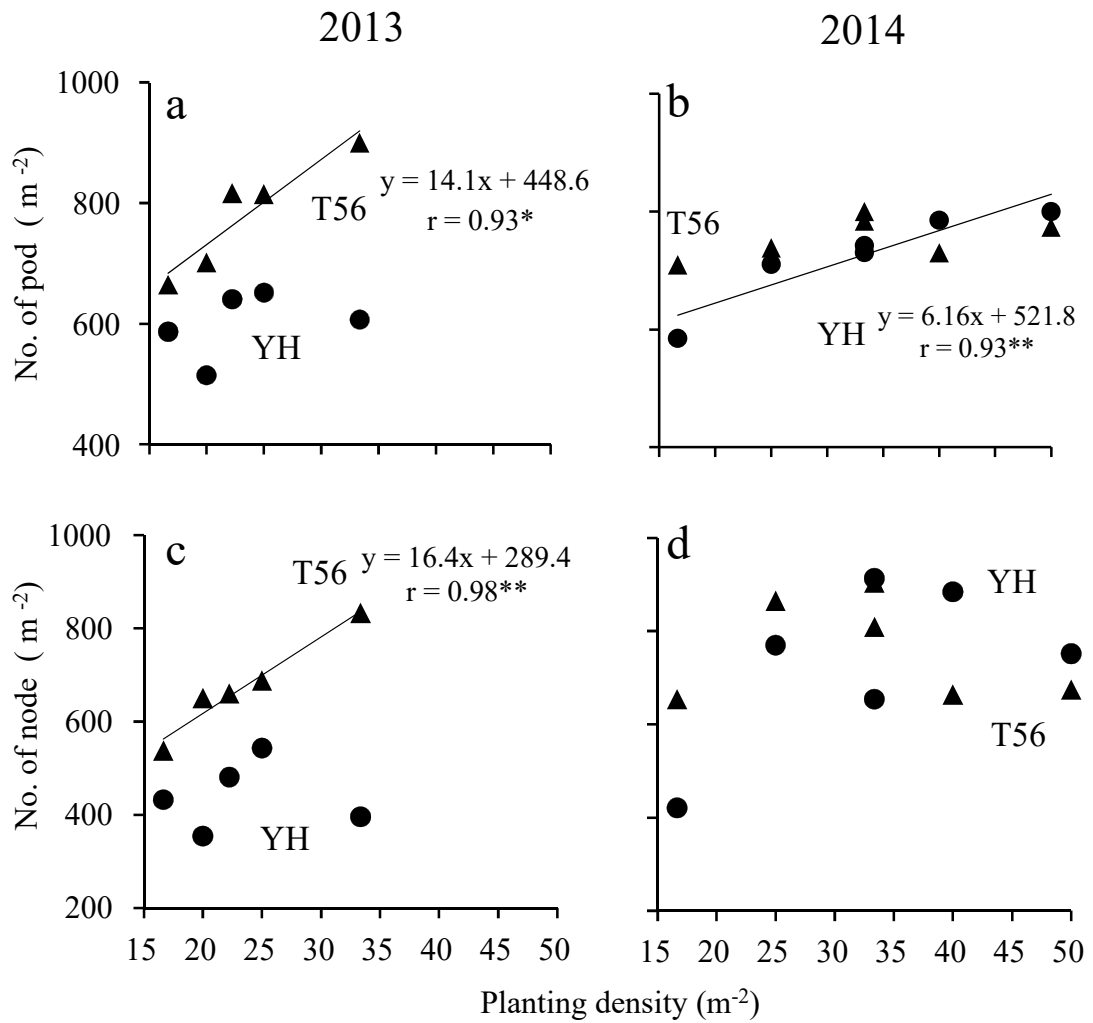 2013
2014
1000
800
600
400
No. of pod ( m -2)
a
T56
y = 14.1x + 448.6
r = 0.93*
YH
b
T56
YH
y = 6.16x + 521.8
r = 0.93**
1000
800
600
400
200
No. of node ( m -2)
c
T56
y = 16.4x + 289.4
r = 0.98**
YH
d
YH
T56
15 20 25 30 35 40 45 50
15 20 25 30 35 40 45 50
Planting density (m-2)